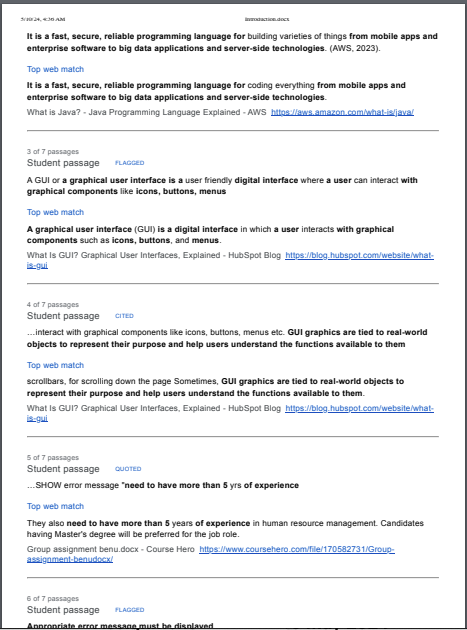 5/10/24, 4:36 AM Introduction.docx
It is a fast, secure, reliable programming language for building varieties of things from mobile apps and
enterprise software to big data applications and server-side technologies. (AWS, 2023).
Top web match
It is a fast, secure, reliable programming language for coding everything from mobile apps and
enterprise software to big data applications and server-side technologies.
What is Java? - Java Programming Language Explained - AWS https://aws.amazon.com/what-is/java/
3 of 7 passages
Student passage FLAGGED
A GUI or a graphical user interface is a user friendly digital interface where a user can interact with
graphical components like icons, buttons, menus
Top web match
A graphical user interface (GUI) is a digital interface in which a user interacts with graphical
components such as icons, buttons, and menus.
What Is GUI? Graphical User Interfaces, Explained - HubSpot Blog https://blog.hubspot.com/website/what-
is-gui
4 of 7 passages
Student passage CITED
…interact with graphical components like icons, buttons, menus etc. GUI graphics are tied to real-world
objects to represent their purpose and help users understand the functions available to them
Top web match
scrollbars, for scrolling down the page Sometimes, GUI graphics are tied to real-world objects to
represent their purpose and help users understand the functions available to them.
What Is GUI? Graphical User Interfaces, Explained - HubSpot Blog https://blog.hubspot.com/website/what-
is-gui
5 of 7 passages
Student passage QUOTED
…SHOW error message "need to have more than 5 yrs of experience
Top web match
They also need to have more than 5 years of experience in human resource management. Candidates
having Master's degree will be preferred for the job role.
Group assignment benu.docx - Course Hero https://www.coursehero.com/file/170582731/Group-
assignment-benudocx/
6 of 7 passages
Student passage FLAGGED
Appropriate error message must be displayed